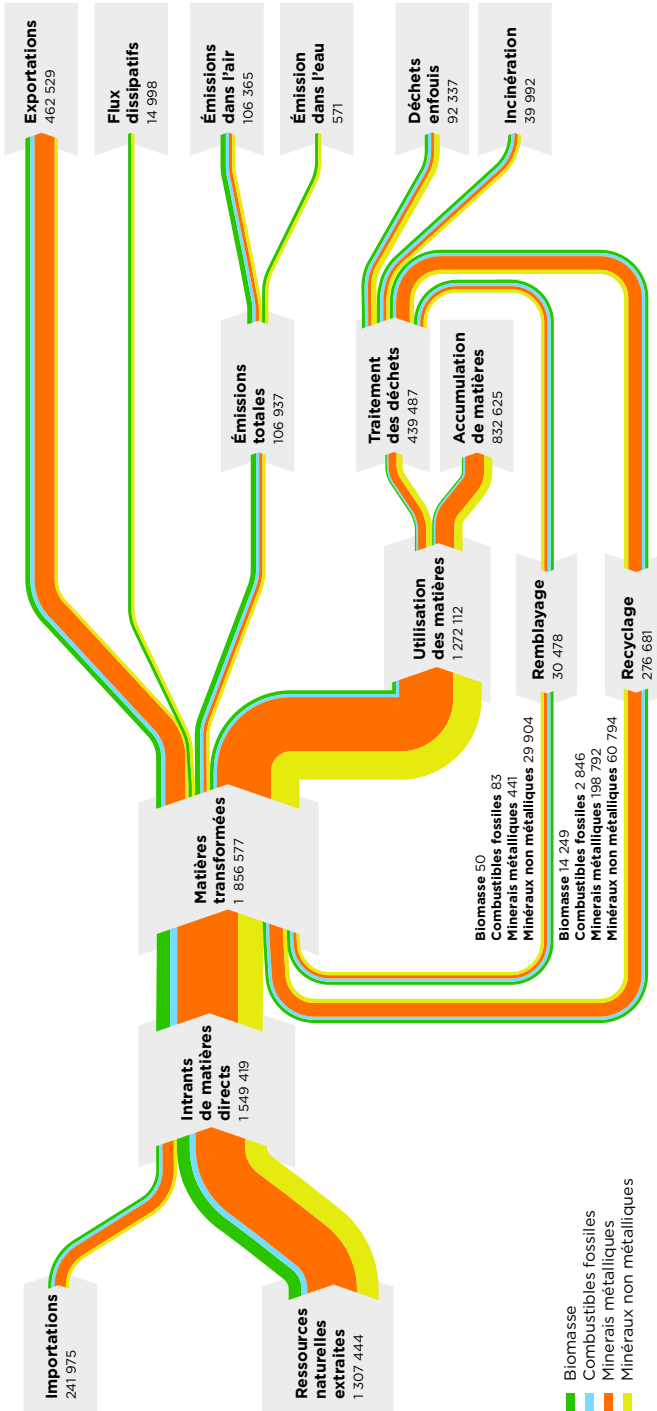 Importations
241 975
Ressources
naturelles
extraites
1 307 444
Intrants
de matières
directs
1 549 419
Matières
transformées
1 856 577
Exportations
462 529
Flux
dissipatifs
14 998
Émissions
totales
106 937
Émissions
dans l'air
106 365
Émission
dans l'eau
571
Utilisation
des matières
1 272 112
Traitement
des déchets
439 487
Accumulation
de matières
832 625
Déchets
enfouis
92 337
Incinération
39 992
Remblayage
30 478
Biomasse 50
Combustibles fossiles 83
Minerais métalliques 441
Minéraux non métalliques 29 904
Recyclage
276 681
Biomasse 14 249
Combustibles fossiles 2 846
Minerais métalliques 198 792
Minéraux non métalliques 60 794
Biomasse
Combustibles fossiles
Minerais métalliques
Minéraux non métalliques